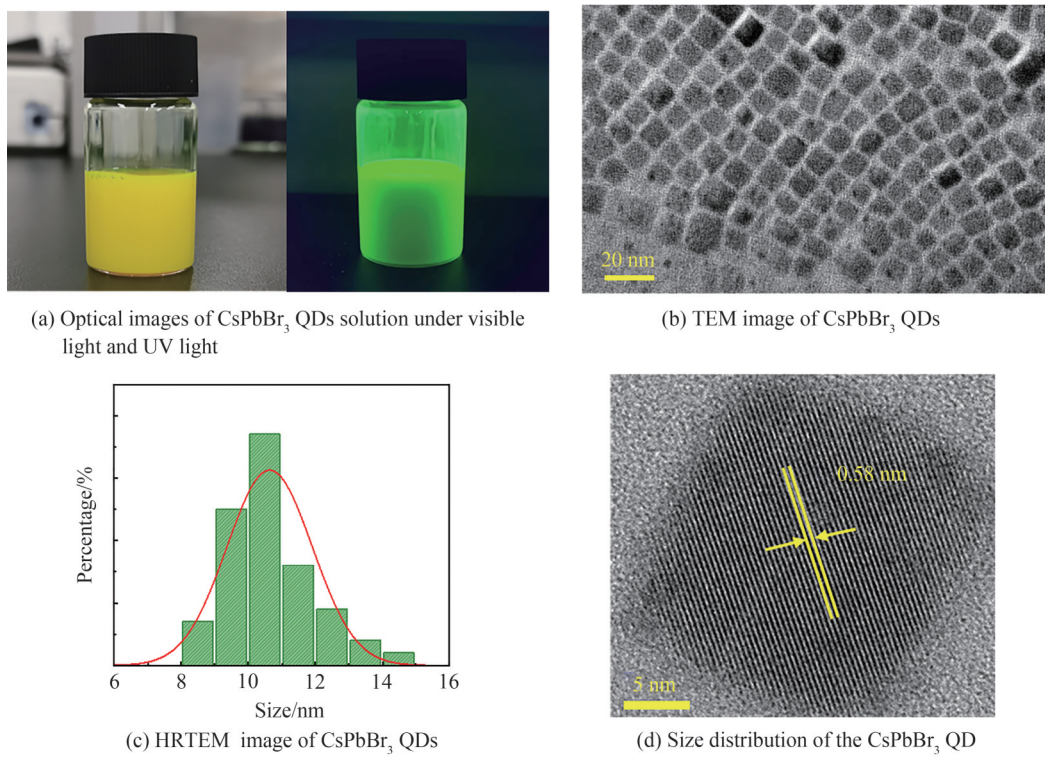 20 nm
(a) Optical images of CsPbBr₃ QDs solution under visible
light and UV light
(b) TEM image of CsPbBr₃ QDs
Percentage/%
6 8 10 12 14 16
Size/nm
(c) HRTEM image of CsPbBr₃ QDs
0.58 nm
5 nm
(d) Size distribution of the CsPbBr₃ QD